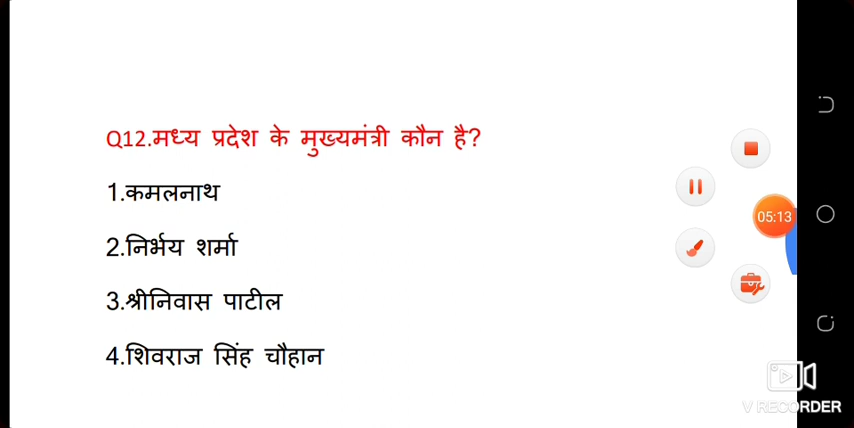 Q12.मध्य प्रदेश के मुख्यमंत्री कौन है?
1.कमलनाथ
2.निर्भय शर्मा
3.श्रीनिवास पाटील
4.शिवराज सिंह चौहान
05:13
V RECORDER